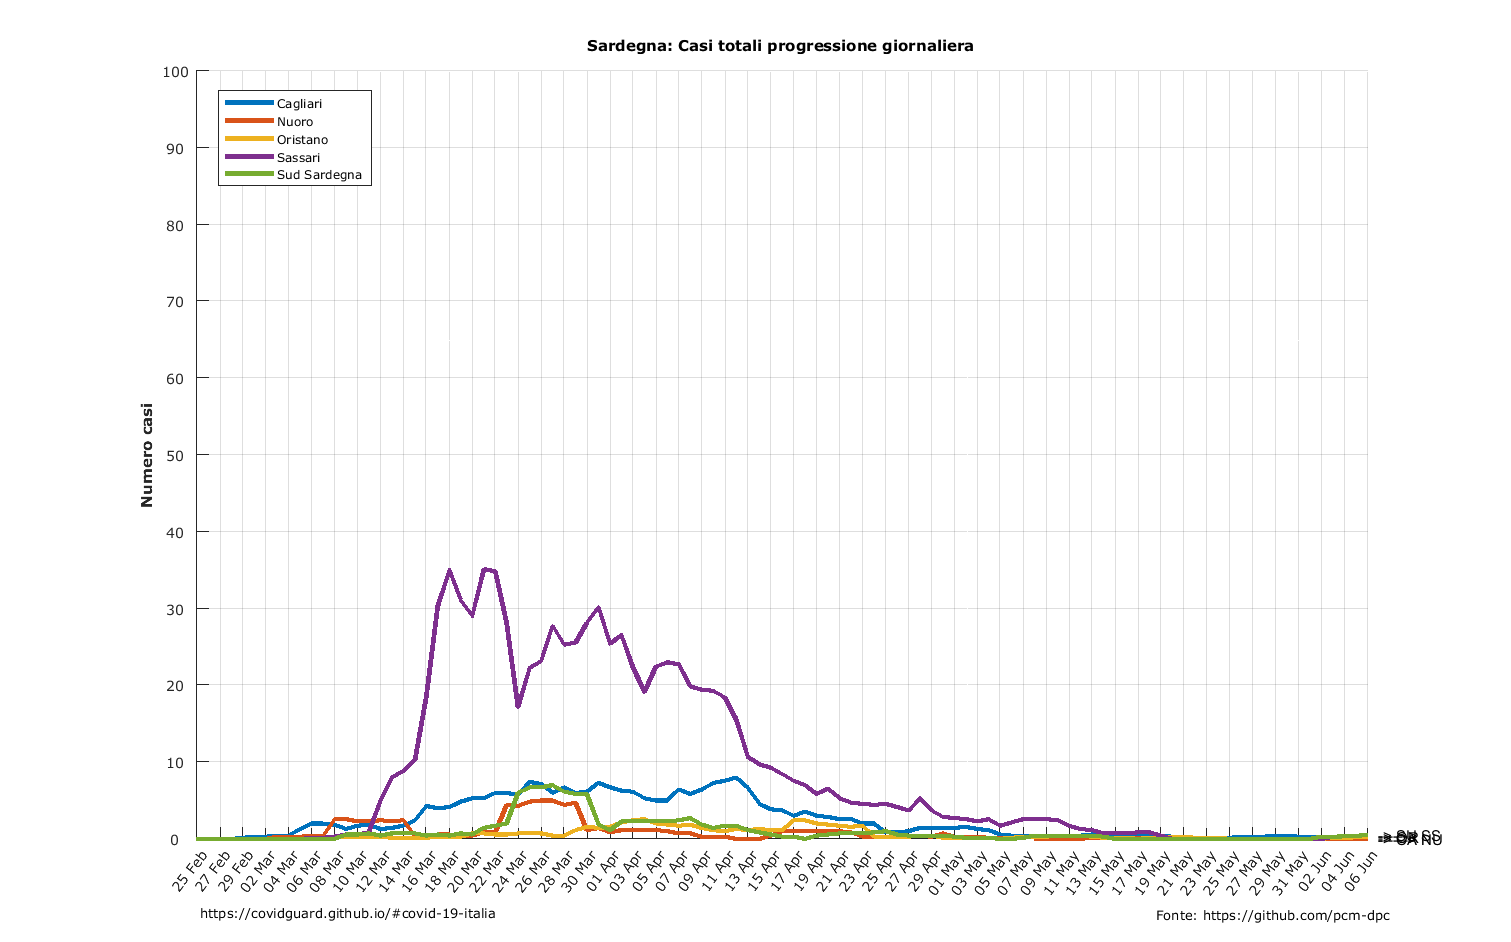 Sardegna: Casi totali progressione giornaliera
100
90
80
70
60
50
40
30
20
10
0
Numero casi
Cagliari
Nuoro
Oristano
Sassari
Sud Sardegna
25 Feb
27 Feb
29 Feb
02 Mar
04 Mar
06 Mar
08 Mar
10 Mar
12 Mar
14 Mar
16 Mar
18 Mar
20 Mar
22 Mar
24 Mar
26 Mar
28 Mar
30 Mar
01 Apr
03 Apr
05 Apr
07 Apr
09 Apr
11 Apr
13 Apr
15 Apr
17 Apr
19 Apr
21 Apr
23 Apr
25 Apr
27 Apr
29 Apr
01 May
03 May
05 May
07 May
09 May
11 May
13 May
15 May
17 May
19 May
21 May
23 May
25 May
27 May
29 May
31 May
02 Jun
04 Jun
06 Jun
https://covidguard.github.io/#covid-19-italia
Fonte: https://github.com/pcm-dpc